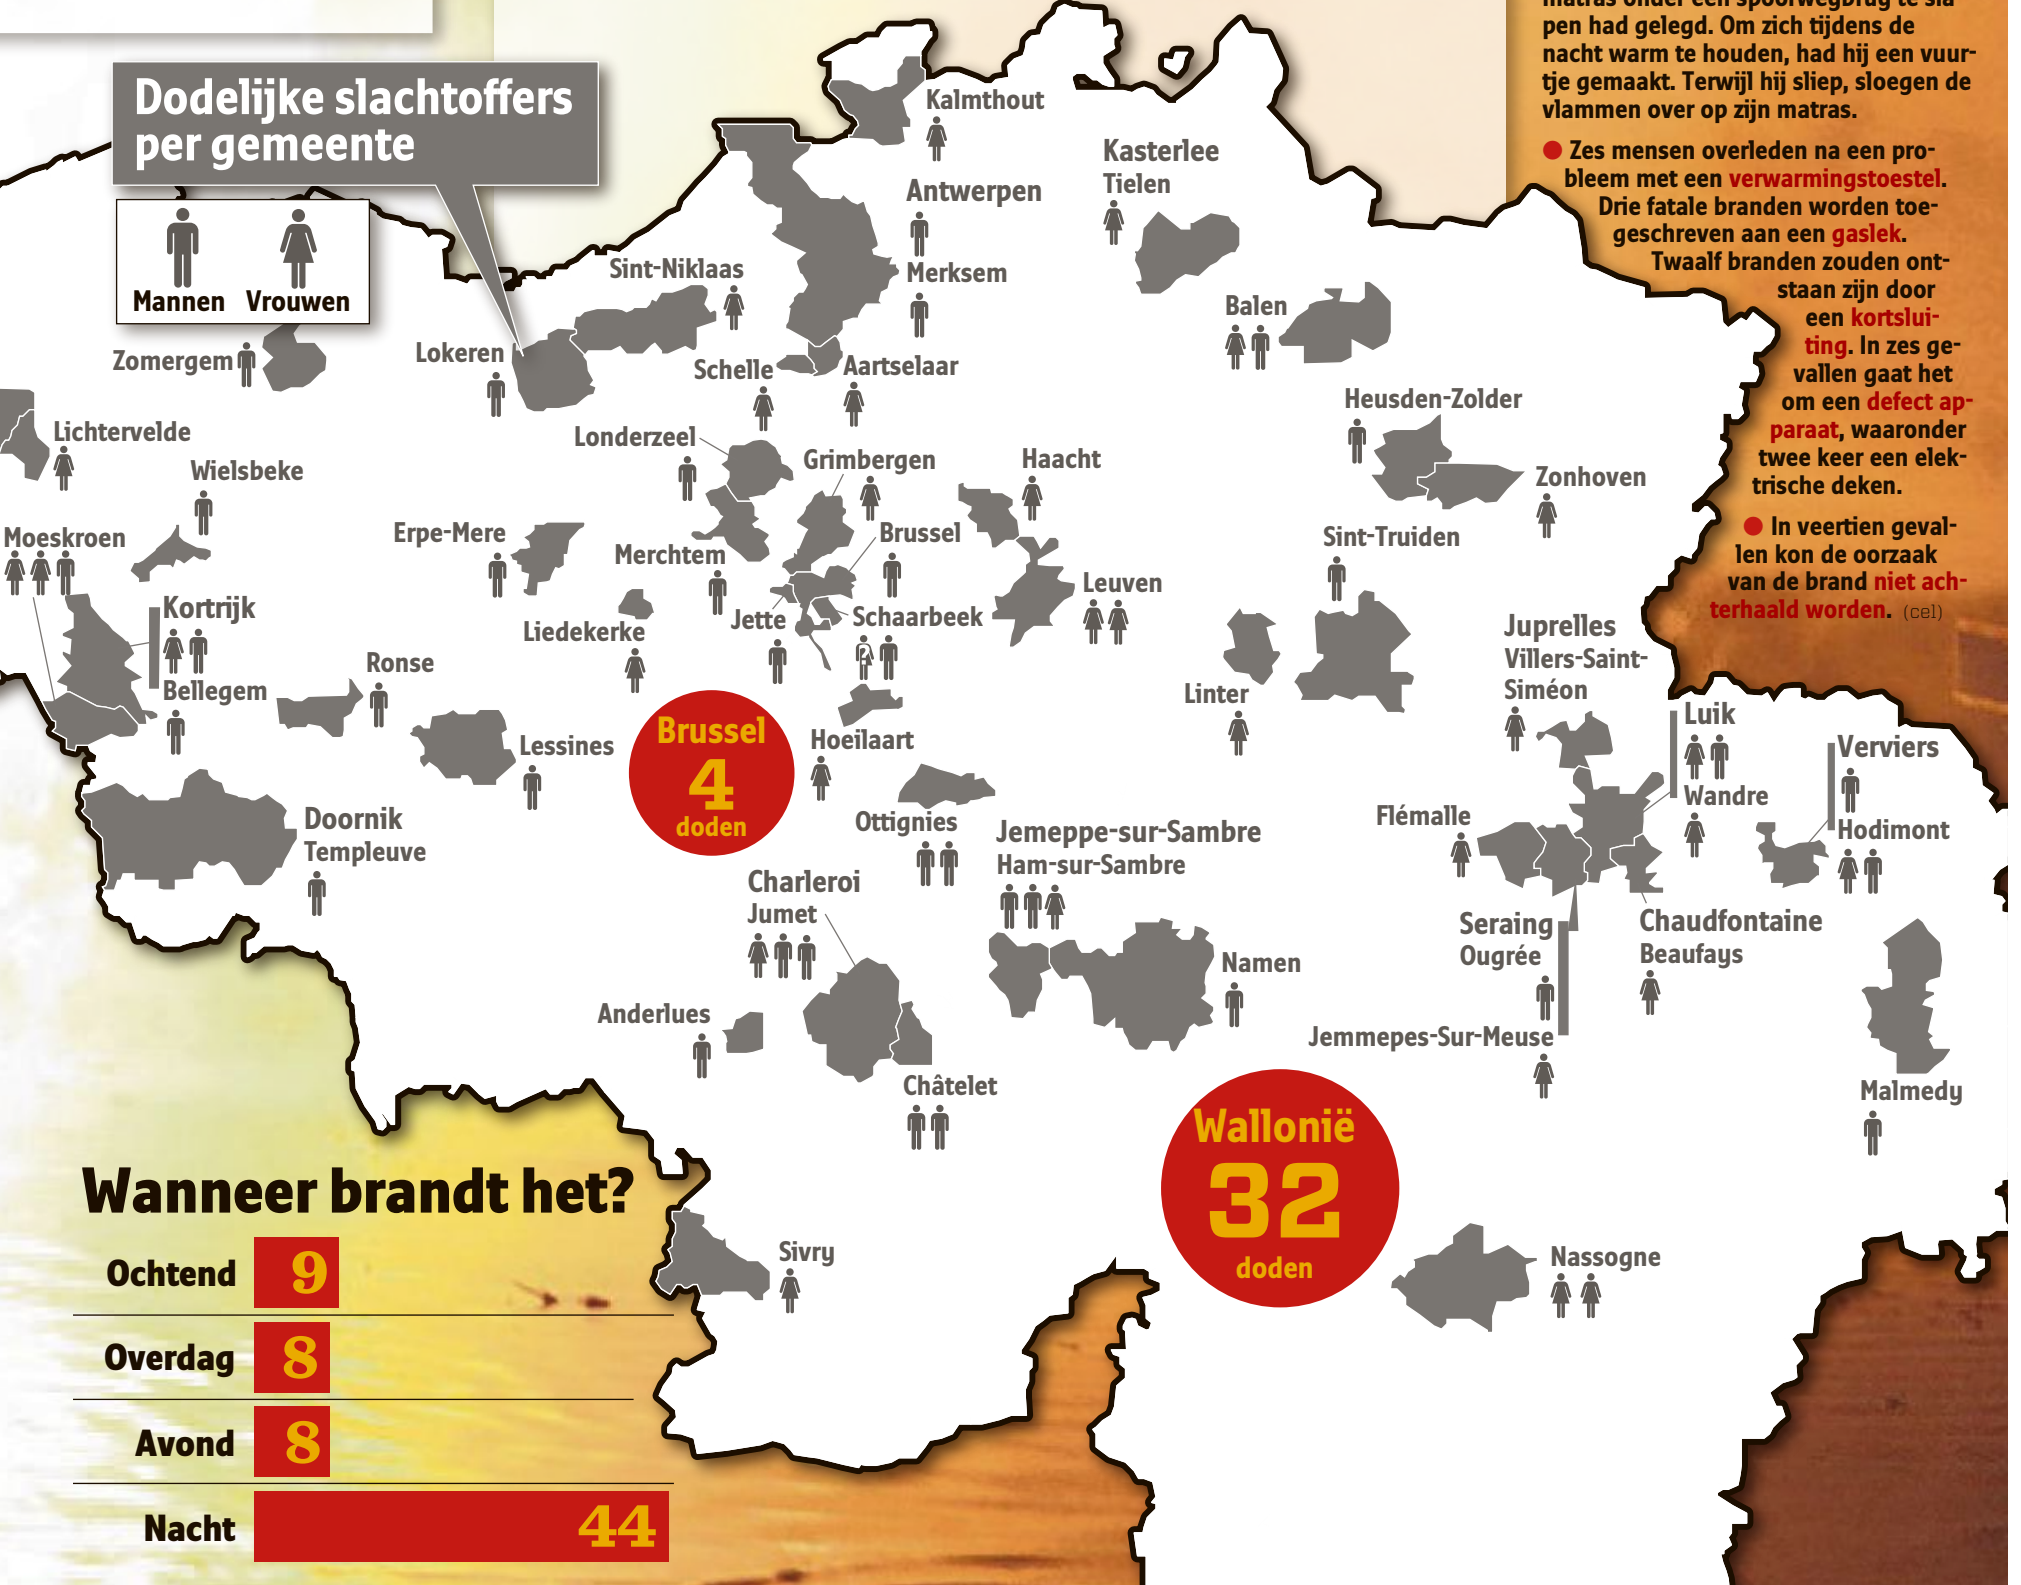 matras onder een spoorwegbrug te sla-
pen had gelegd. Om zich tijdens de
nacht warm te houden, had hij een vuur-
tje gemaakt. Terwijl hij sliep, sloegen de
vlammen over op zijn matras.
● Zes mensen overleden na een pro-
bleem met een verwarmingstoestel.
Drie fatale branden worden toe-
geschreven aan een gaslek.
Twaalf branden zouden ont-
staan zijn door
een kortslui-
ting. In zes ge-
vallen gaat het
om een defect ap-
paraat, waaronder
twee keer een elek-
trische deken.
● In veertien geval-
len kon de oorzaak
van de brand niet ach-
terhaald worden. (cel)
Dodelijke slachtoffers
per gemeente
Mannen Vrouwen
Kalmthout
Kasterlee
Tielen
Antwerpen
Merksem
Sint-Niklaas
Balen
Zomergem
Lokeren
Schelle
Aartselaar
Heusden-Zolder
Lichtervelde
Londerzeel
Grimbergen
Haacht
Wielsbeke
Zonhoven
Moeskroen
Erpe-Mere
Brussel
Sint-Truiden
Merchtem
Leuven
Kortrijk
Jette
Schaarbeek
?
Liedekerke
Juprelles
Villers-Saint-
Siméon
Ronse
Bellegem
Linter
Luik
Lessines
Brussel
4
doden
Hoeilaart
Verviers
Wandre
Doornik
Templeuve
Ottignies
Jemeppe-sur-Sambre
Ham-sur-Sambre
Flémalle
Hodimont
Charleroi
Jumet
Seraing
Ougrée
Chaudfontaine
Beaufays
Namen
Anderlues
Jemmepes-Sur-Meuse
Châtelet
Malmedy
Wallonië
32
doden
Sivry
Nassogne
Wanneer brandt het?
Ochtend 9
Overdag 8
Avond 8
Nacht 44